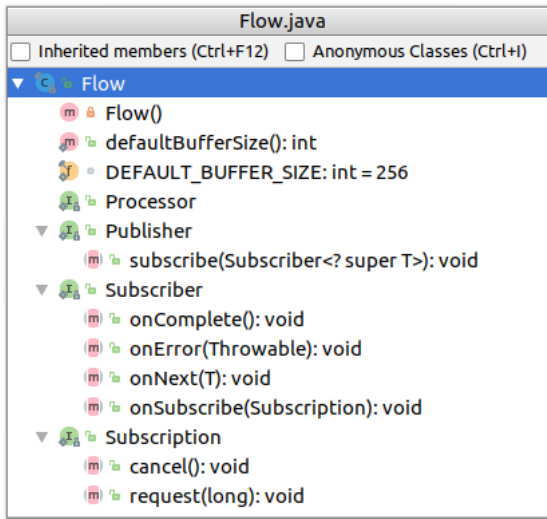 Flow.java
Inherited members (Ctrl+F12) Anonymous Classes (Ctrl+I)
Flow
Flow()
defaultBufferSize(): int
DEFAULT_BUFFER_SIZE: int = 256
Processor
Publisher
subscribe(Subscriber<? super T>): void
Subscriber
onComplete(): void
onError(Throwable): void
onNext(T): void
onSubscribe(Subscription): void
Subscription
cancel(): void
request(long): void